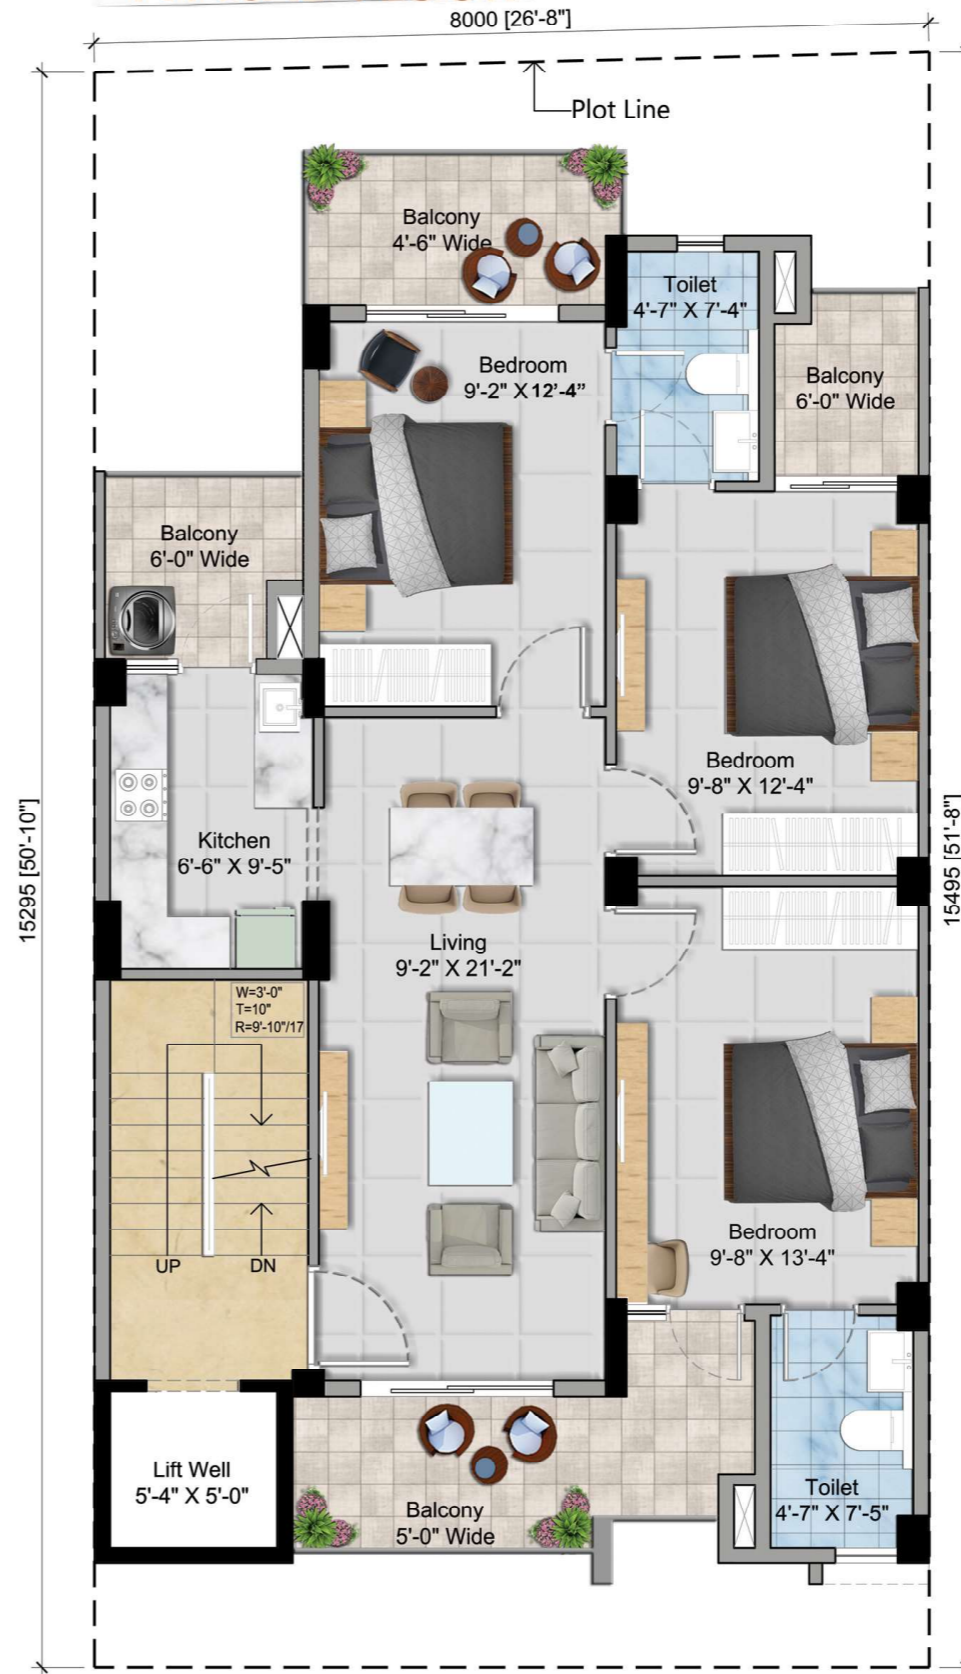 8000 [26'-8"]
Plot Line
Balcony
4'-6" Wide
Toilet
4'-7" X 7'-4"
Bedroom
9'-2" X 12'-4"
Balcony
6'-0" Wide
Balcony
6'-0" Wide
Bedroom
9'-8" X 12'-4"
Kitchen
6'-6" X 9'-5"
15295 [50'-10"]
15495 [51'-8"]
Living
9'-2" X 21'-2"
W=3'-0"
T=10"
R=9'-10"/17
UP
DN
Bedroom
9'-8" X 13'-4"
Lift Well
5'-4" X 5'-0"
Toilet
4'-7" X 7'-5"
Balcony
5'-0" Wide